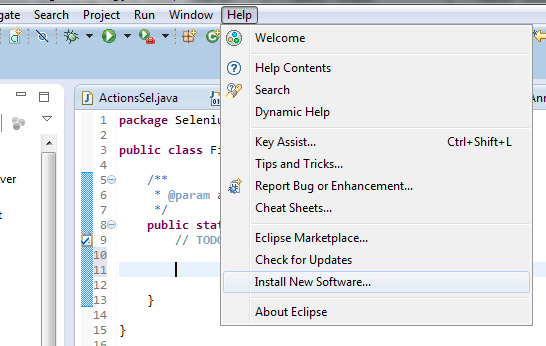 Search Project Run Window Help
Welcome
Help Contents
Search
Dynamic Help
Key Assist... Ctrl+Shift+L
Tips and Tricks...
Report Bug or Enhancement...
Cheat Sheets...
Eclipse Marketplace...
Check for Updates
Install New Software...
About Eclipse
ActionsSel.java
1 package Seleniu
2
3 public class Fi
4
5 /**
6 * @param a
7 */
8 public stat
9 // TODO
10
11
12
13 }
14
15 }